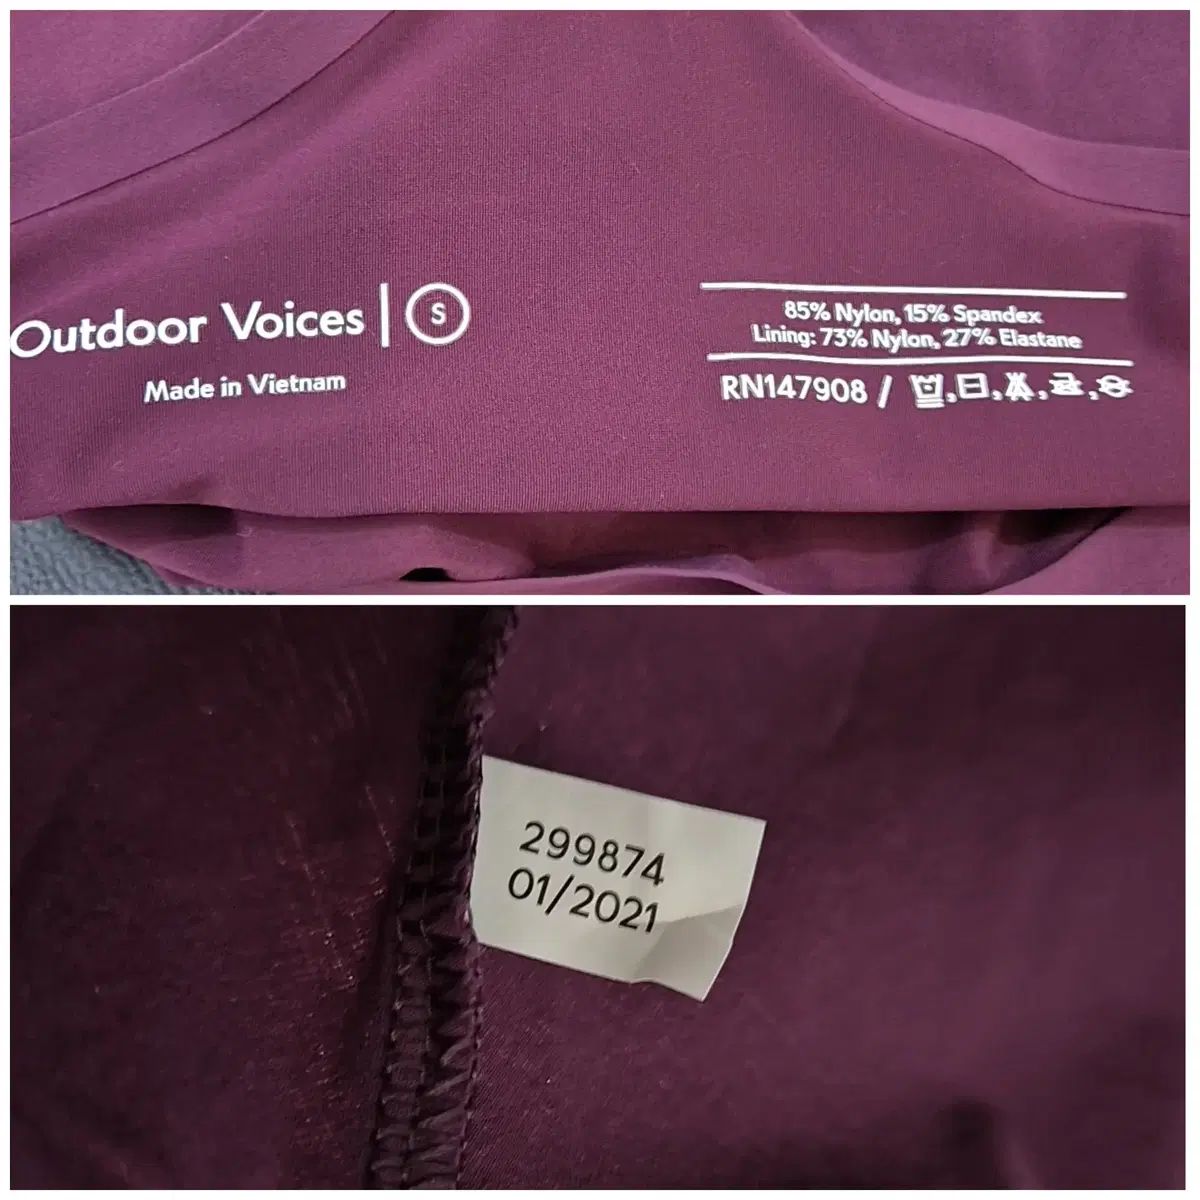 Outdoor Voices | S
Made in Vietnam
85% Nylon, 15% Spandex
Lining: 73% Nylon, 27% Elastane
RN147908 /
299874
01/2021